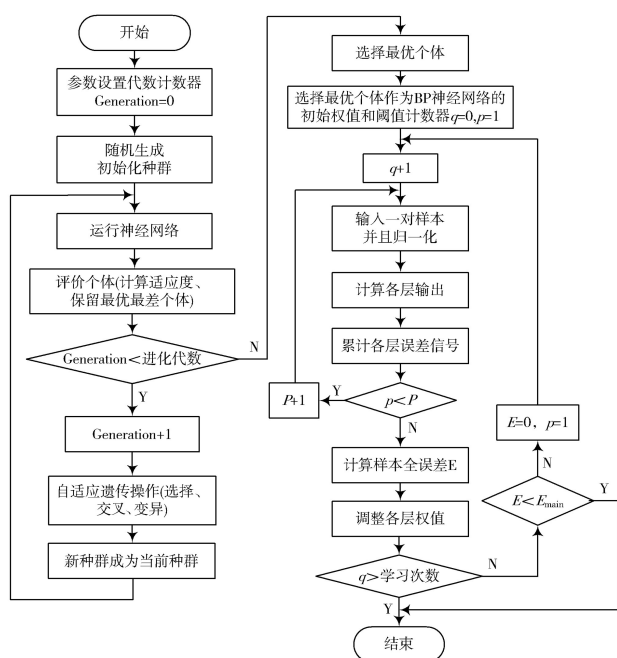 开始
参数设置代数计数器
Generation=0
随机生成
初始化种群
运行神经网络
评价个体(计算适应度、
保留最优最差个体)
Generation<进化代数
N
Y
Generation+1
自适应遗传操作(选择、
交叉、变异)
新种群成为当前种群
选择最优个体
选择最优个体作为BP神经网络的
初始权值和阈值计数器q=0,p=1
q+1
输入一对样本
并且归一化
计算各层输出
累计各层误差信号
P+1
Y
p<P
N
计算样本全误差E
调整各层权值
q>学习次数
N
Y
E=0, p=1
N
E<Emain
Y
结束